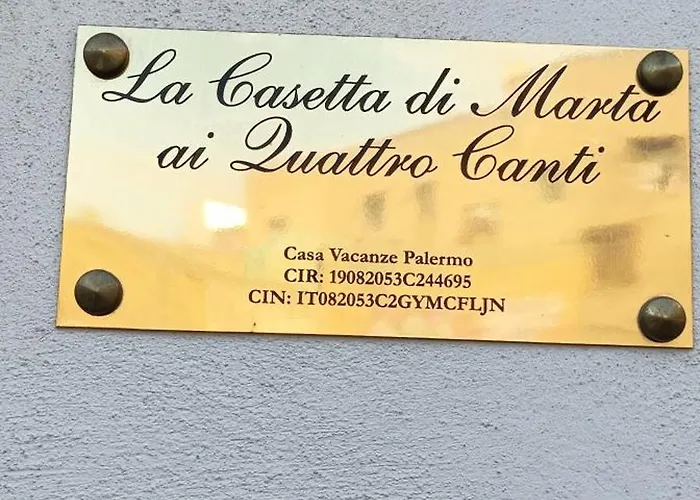 La Casetta di Marta
ai Quattro Canti
Casa Vacanze Palermo
CIR: 19082053C244695
CIN: IT082053C2GYMCFLJN